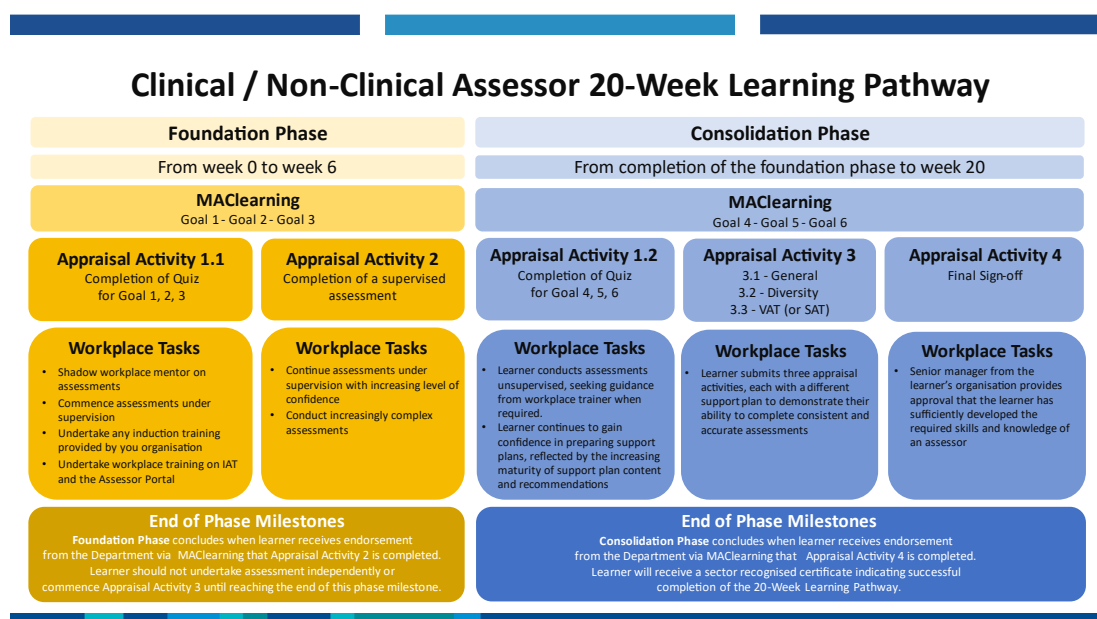 Clinical / Non-Clinical Assessor 20-Week Learning Pathway
Foundation Phase
From week 0 to week 6
MAClearning
Goal 1 - Goal 2 - Goal 3
Appraisal Activity 1.1
Completion of Quiz
for Goal 1, 2, 3
Appraisal Activity 2
Completion of a supervised
assessment
Workplace Tasks
• Shadow workplace mentor on
assessments
• Commence assessments under
supervision
• Undertake any induction training
provided by you organisation
• Undertake workplace training on IAT
and the Assessor Portal
Workplace Tasks
• Continue assessments under
supervision with increasing level of
confidence
• Conduct increasingly complex
assessments
End of Phase Milestones
Foundation Phase concludes when learner receives endorsement
from the Department via MAClearning that Appraisal Activity 2 is completed.
Learner should not undertake assessment independently or
commence Appraisal Activity 3 until reaching the end of this phase milestone.
Consolidation Phase
From completion of the foundation phase to week 20
MAClearning
Goal 4 - Goal 5 - Goal 6
Appraisal Activity 1.2
Completion of Quiz
for Goal 4, 5, 6
Appraisal Activity 3
3.1 - General
3.2 - Diversity
3.3 - VAT (or SAT)
Appraisal Activity 4
Final Sign-off
Workplace Tasks
• Learner conducts assessments
unsupervised, seeking guidance
from workplace trainer when
required.
• Learner continues to gain
confidence in preparing support
plans, reflected by the increasing
maturity of support plan content
and recommendations
Workplace Tasks
• Learner submits three appraisal
activities, each with a different
support plan to demonstrate their
ability to complete consistent and
accurate assessments
Workplace Tasks
• Senior manager from the
learner's organisation provides
approval that the learner has
sufficiently developed the
required skills and knowledge of
an assessor
End of Phase Milestones
Consolidation Phase concludes when learner receives endorsement
from the Department via MAClearning that Appraisal Activity 4 is completed.
Learner will receive a sector recognised certificate indicating successful
completion of the 20-Week Learning Pathway.